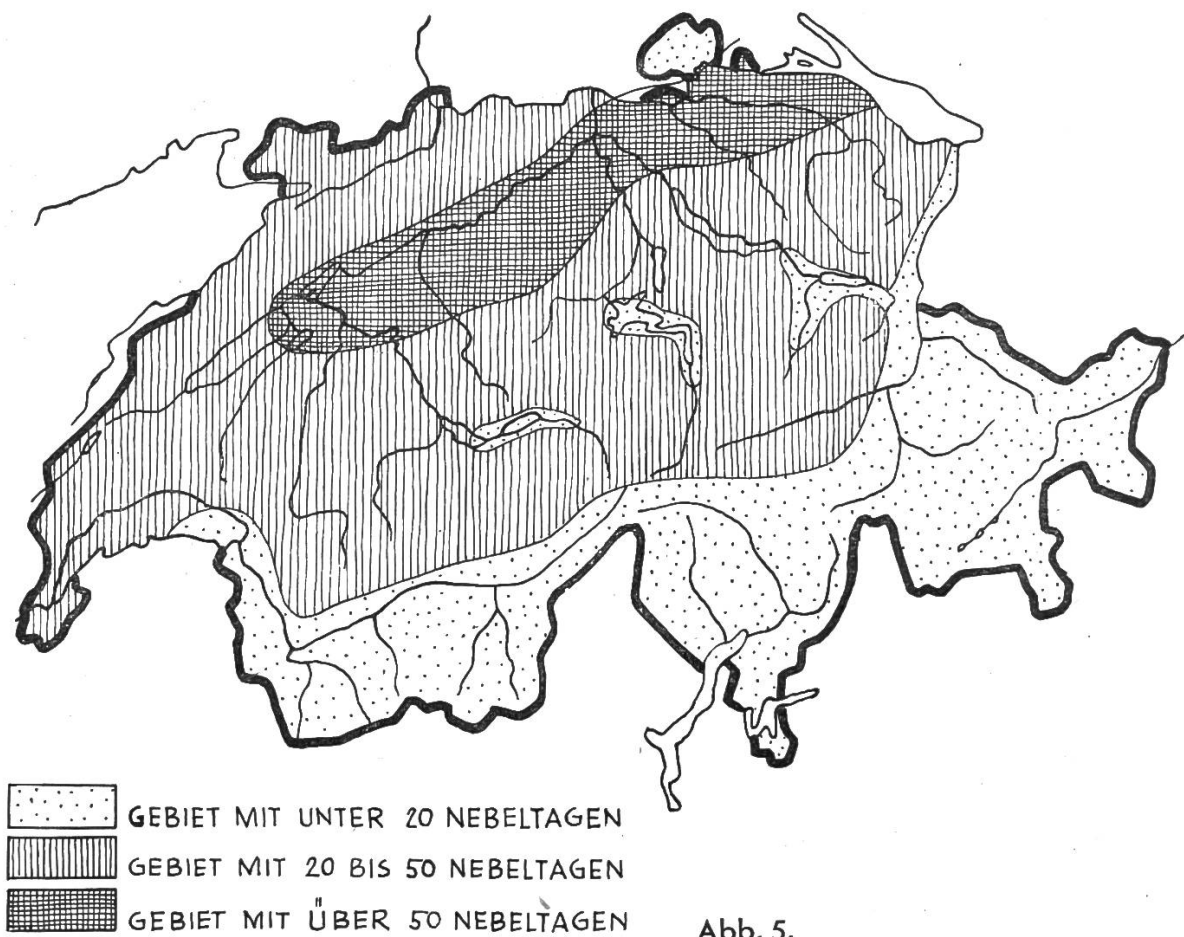 GEBIET MIT UNTER 20 NEBELTAGEN
GEBIET MIT 20 BIS 50 NEBELTAGEN
GEBIET MIT ÜBER 50 NEBELTAGEN
Abb. 5.